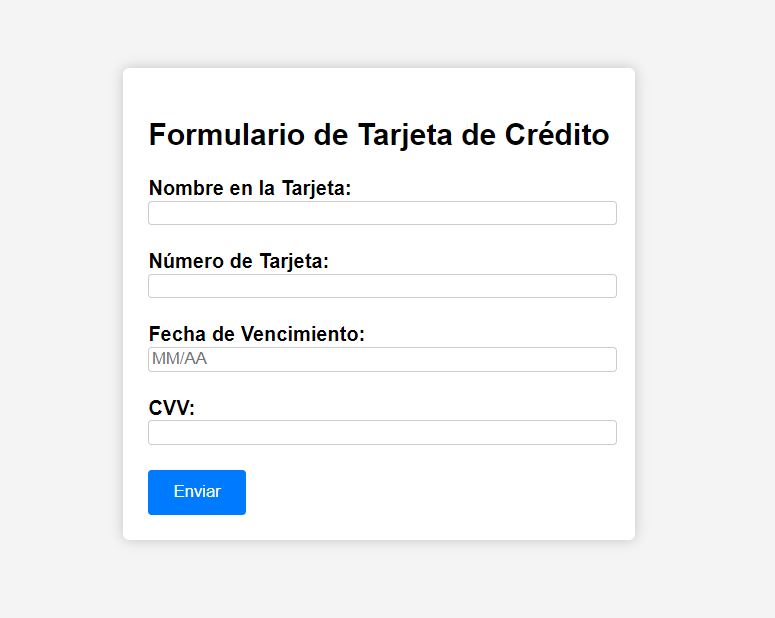 Formulario de Tarjeta de Crédito
Nombre en la Tarjeta:
Número de Tarjeta:
Fecha de Vencimiento:
MM/AA
CVV:
Enviar